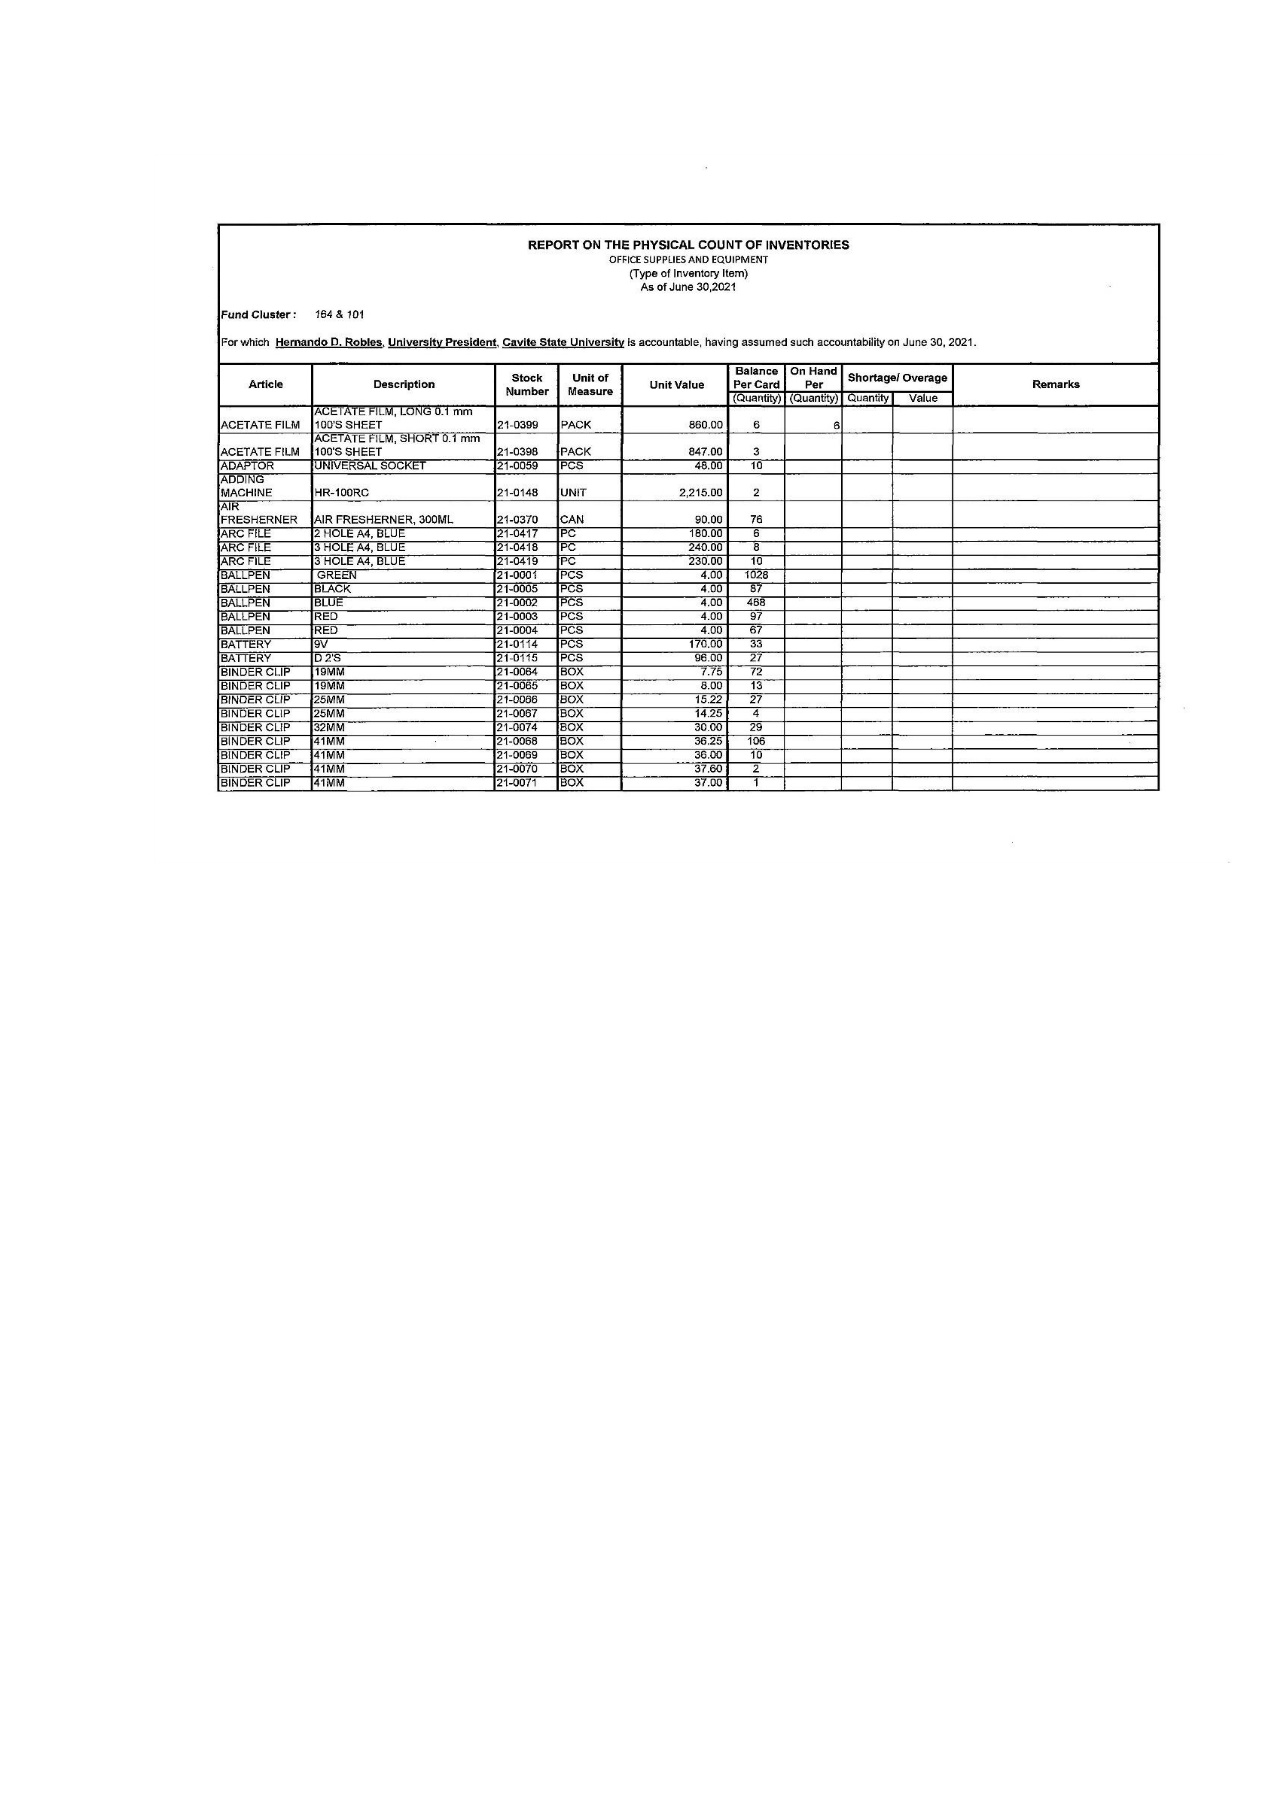 REPORT ON THE PHYSICAL COUNT OF INVENTORIES
OFFICE SUPPLIES AND EQUIPMENT
(Type of Inventory Item)
As of June 30,2021
Fund Cluster : 164 & 101
For which Hernando D. Robles, University President, Cavite State University is accountable, having assumed such accountability on June 30, 2021.
Article Description Stock Number Unit of Measure Unit Value Balance Per Card (Quantity) On Hand Per (Quantity) Shortage/ Overage Quantity Value Remarks
ACETATE FILM ACETATE FILM, LONG 0.1 mm 100'S SHEET 21-0399 PACK 860.00 6 6
ACETATE FILM ACETATE FILM, SHORT 0.1 mm 100'S SHEET 21-0398 PACK 847.00 3
ADAPTOR UNIVERSAL SOCKET 21-0059 PCS 48.00 10
ADDING MACHINE HR-100RC 21-0148 UNIT 2,215.00 2
AIR FRESHERNER AIR FRESHERNER, 300ML 21-0370 CAN 90.00 76
ARC FILE 2 HOLE A4, BLUE 21-0417 PC 180.00 6
ARC FILE 3 HOLE A4, BLUE 21-0418 PC 240.00 8
ARC FILE 3 HOLE A4, BLUE 21-0419 PC 230.00 10
BALLPEN GREEN 21-0001 PCS 4.00 1028
BALLPEN BLACK 21-0005 PCS 4.00 87
BALLPEN BLUE 21-0002 PCS 4.00 468
BALLPEN RED 21-0003 PCS 4.00 97
BALLPEN RED 21-0004 PCS 4.00 67
BATTERY 9V 21-0114 PCS 170.00 33
BATTERY D 2'S 21-0115 PCS 96.00 27
BINDER CLIP 19MM 21-0064 BOX 7.75 72
BINDER CLIP 19MM 21-0065 BOX 8.00 13
BINDER CLIP 25MM 21-0066 BOX 15.22 27
BINDER CLIP 25MM 21-0067 BOX 14.25 4
BINDER CLIP 32MM 21-0074 BOX 30.00 29
BINDER CLIP 41MM 21-0068 BOX 36.25 106
BINDER CLIP 41MM 21-0069 BOX 36.00 10
BINDER CLIP 41MM 21-0070 BOX 37.60 2
BINDER CLIP 41MM 21-0071 BOX 37.00 1